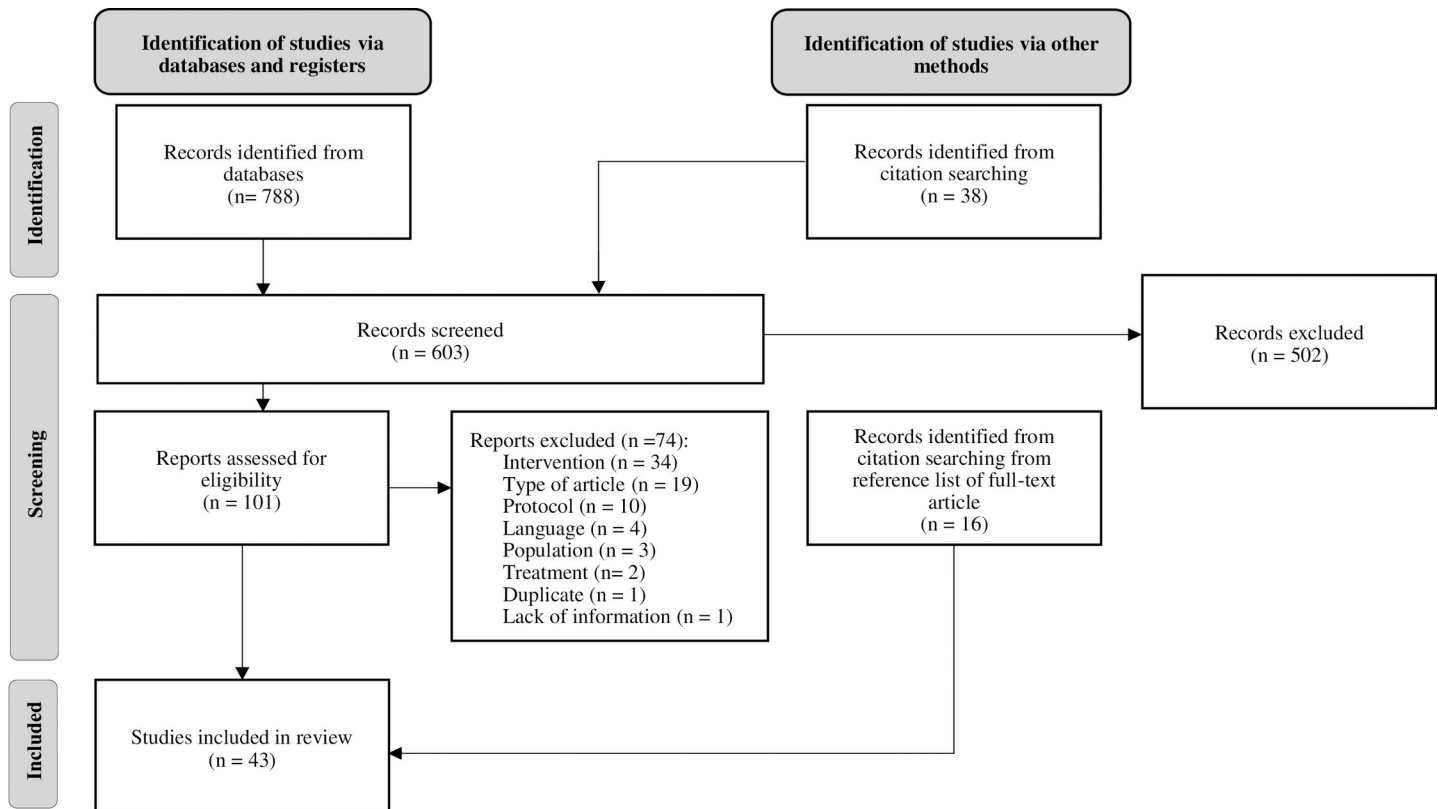 Identification of studies via
databases and registers
Identification of studies via other
methods
Identification
Records identified from
databases
(n= 788)
Records identified from
citation searching
(n = 38)
Screening
Records screened
(n = 603)
Records excluded
(n = 502)
Reports assessed for
eligibility
(n = 101)
Reports excluded (n =74):
Intervention (n = 34)
Type of article (n = 19)
Protocol (n = 10)
Language (n = 4)
Population (n = 3)
Treatment (n= 2)
Duplicate (n = 1)
Lack of information (n = 1)
Records identified from
citation searching from
reference list of full-text
article
(n = 16)
Included
Studies included in review
(n = 43)